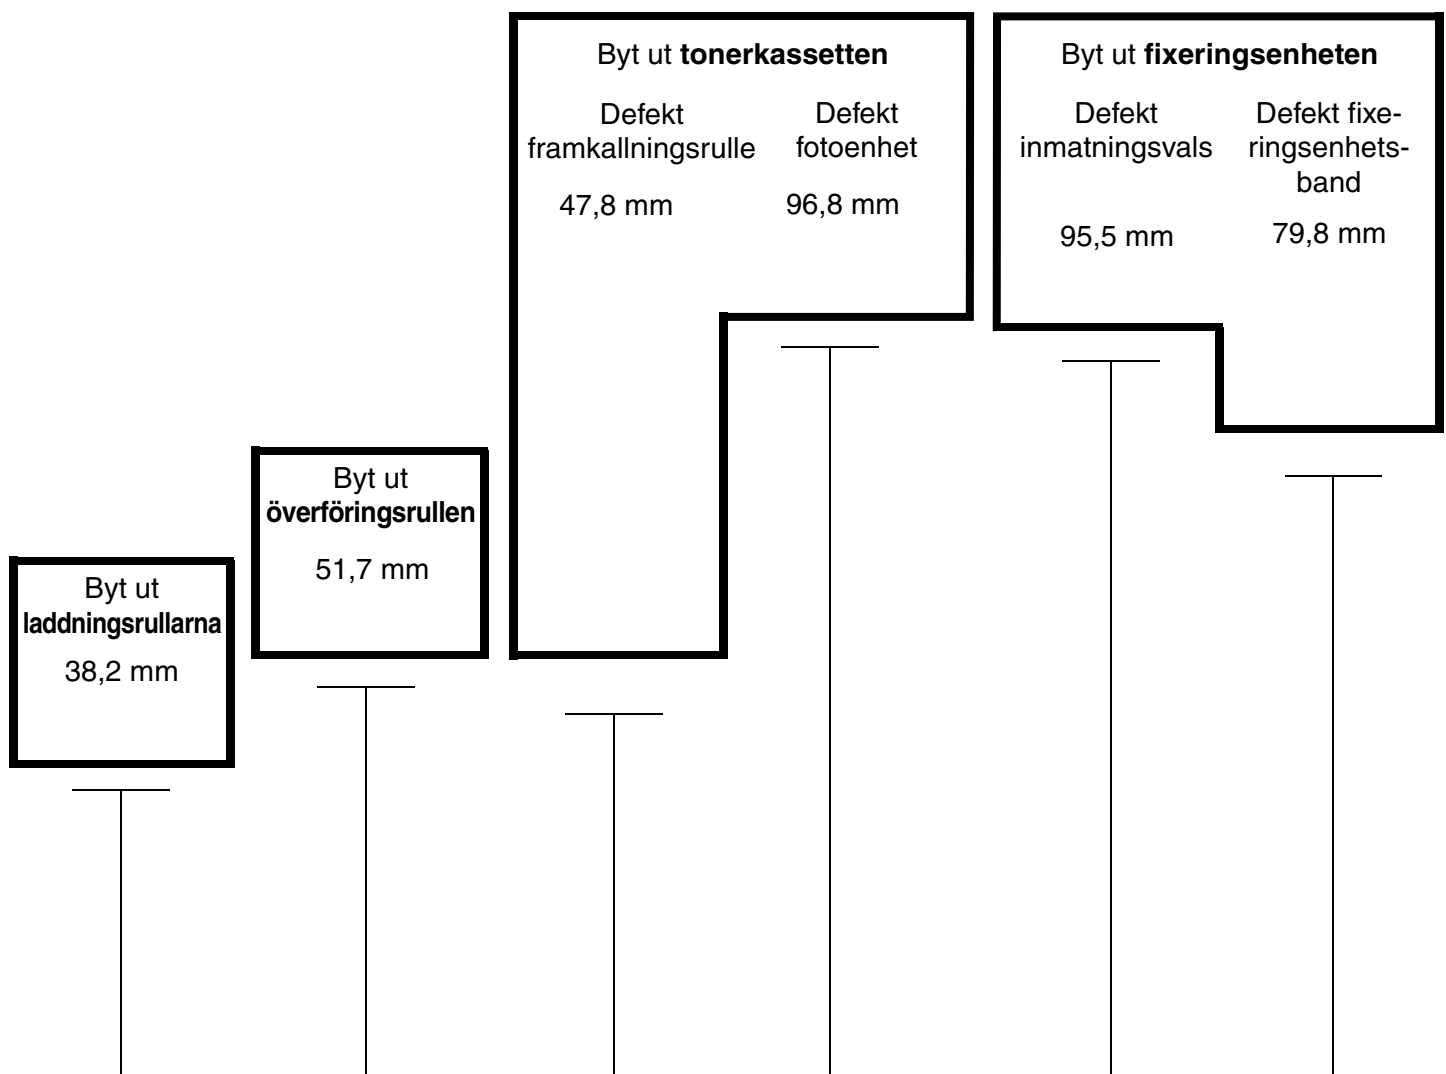 Byt ut tonerkassetten
Defekt
framkallningsrulle
47,8 mm
Defekt
fotoenhet
96,8 mm
Byt ut fixeringsenheten
Defekt
inmatningsvals
95,5 mm
Defekt fixe-
ringsenhets-
band
79,8 mm
Byt ut
överföringsrullen
51,7 mm
Byt ut
laddningsrullarna
38,2 mm